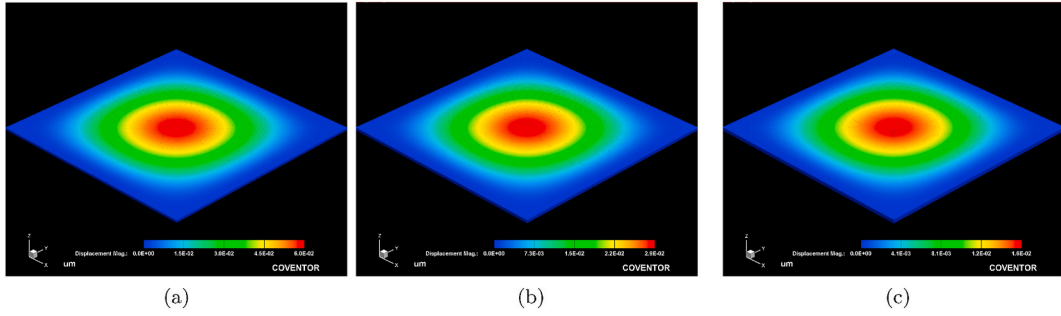 Z
Y
X
Displacement Mag.: 0.0E+00 1.5E-02 3.0E-02 4.5E-02 6.0E-02
um
COVENTOR
(a)
Z
Y
X
Displacement Mag.: 0.0E+00 7.3E-03 1.5E-02 2.2E-02 2.9E-02
um
COVENTOR
(b)
Z
Y
X
Displacement Mag.: 0.0E+00 4.1E-03 8.1E-03 1.2E-02 1.6E-02
um
COVENTOR
(c)